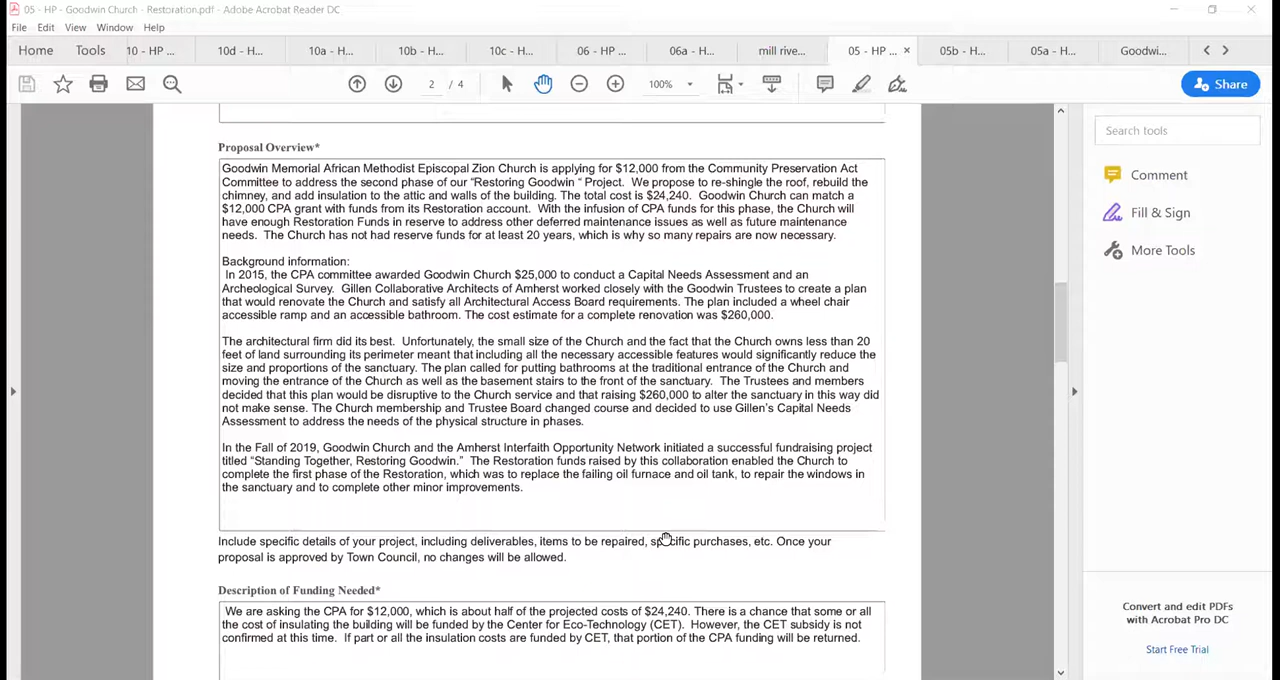 05 - HP - Goodwin Church - Restoration.pdf - Adobe Acrobat Reader DC
File Edit View Window Help
Home Tools 10 - HP ... 10d - H... 10a - H... 10b - H... 10c - H... 06 - HP ... 06a - H... mill rive... 05 - HP ... × 05b - H... 05a - H... Goodwi...
2 / 4 100% Share
Search tools
Comment
Fill & Sign
More Tools
Proposal Overview*
Goodwin Memorial African Methodist Episcopal Zion Church is applying for $12,000 from the Community Preservation Act
Committee to address the second phase of our “Restoring Goodwin “ Project. We propose to re-shingle the roof, rebuild the
chimney, and add insulation to the attic and walls of the building. The total cost is $24,240. Goodwin Church can match a
$12,000 CPA grant with funds from its Restoration account. With the infusion of CPA funds for this phase, the Church will
have enough Restoration Funds in reserve to address other deferred maintenance issues as well as future maintenance
needs. The Church has not had reserve funds for at least 20 years, which is why so many repairs are now necessary.
Background information:
In 2015, the CPA committee awarded Goodwin Church $25,000 to conduct a Capital Needs Assessment and an
Archeological Survey. Gillen Collaborative Architects of Amherst worked closely with the Goodwin Trustees to create a plan
that would renovate the Church and satisfy all Architectural Access Board requirements. The plan included a wheel chair
accessible ramp and an accessible bathroom. The cost estimate for a complete renovation was $260,000.
The architectural firm did its best. Unfortunately, the small size of the Church and the fact that the Church owns less than 20
feet of land surrounding its perimeter meant that including all the necessary accessible features would significantly reduce the
size and proportions of the sanctuary. The plan called for putting bathrooms at the traditional entrance of the Church and
moving the entrance of the Church as well as the basement stairs to the front of the sanctuary. The Trustees and members
decided that this plan would be disruptive to the Church service and that raising $260,000 to alter the sanctuary in this way did
not make sense. The Church membership and Trustee Board changed course and decided to use Gillen’s Capital Needs
Assessment to address the needs of the physical structure in phases.
In the Fall of 2019, Goodwin Church and the Amherst Interfaith Opportunity Network initiated a successful fundraising project
titled “Standing Together, Restoring Goodwin.” The Restoration funds raised by this collaboration enabled the Church to
complete the first phase of the Restoration, which was to replace the failing oil furnace and oil tank, to repair the windows in
the sanctuary and to complete other minor improvements.
Include specific details of your project, including deliverables, items to be repaired, specific purchases, etc. Once your
proposal is approved by Town Council, no changes will be allowed.
Description of Funding Needed*
We are asking the CPA for $12,000, which is about half of the projected costs of $24,240. There is a chance that some or all
the cost of insulating the building will be funded by the Center for Eco-Technology (CET). However, the CET subsidy is not
confirmed at this time. If part or all the insulation costs are funded by CET, that portion of the CPA funding will be returned.
Convert and edit PDFs
with Acrobat Pro DC
Start Free Trial